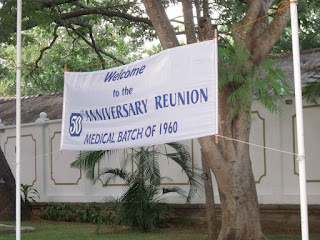 Welcome
to the
50th ANNIVERSARY REUNION
MEDICAL BATCH OF 1960